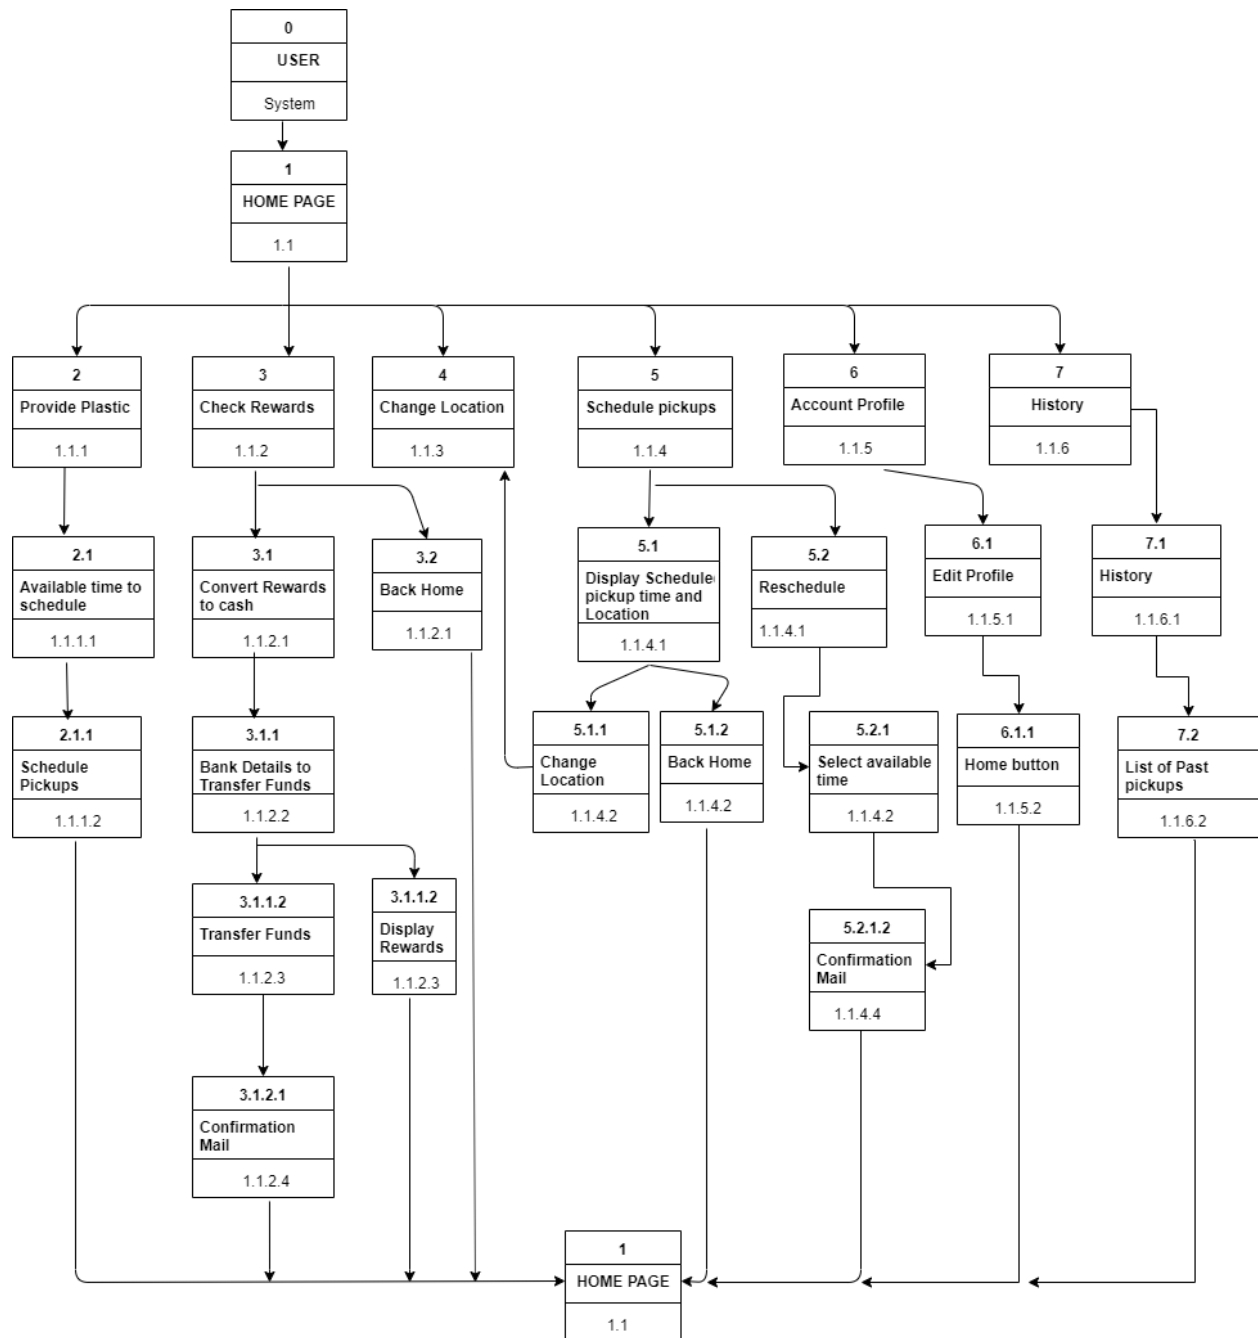 0
USER
System
1
HOME PAGE
1.1
2
Provide Plastic
1.1.1
3
Check Rewards
1.1.2
4
Change Location
1.1.3
5
Schedule pickups
1.1.4
6
Account Profile
1.1.5
7
History
1.1.6
2.1
Available time to
schedule
1.1.1.1
3.1
Convert Rewards
to cash
1.1.2.1
3.2
Back Home
1.1.2.1
5.1
Display Schedule
pickup time and
Location
1.1.4.1
5.2
Reschedule
1.1.4.1
6.1
Edit Profile
1.1.5.1
7.1
History
1.1.6.1
2.1.1
Schedule
Pickups
1.1.1.2
3.1.1
Bank Details to
Transfer Funds
1.1.2.2
5.1.1
Change
Location
1.1.4.2
5.1.2
Back Home
1.1.4.2
5.2.1
Select available
time
1.1.4.2
6.1.1
Home button
1.1.5.2
7.2
List of Past
pickups
1.1.6.2
3.1.1.2
Transfer Funds
1.1.2.3
3.1.1.2
Display
Rewards
1.1.2.3
5.2.1.2
Confirmation
Mail
1.1.4.4
3.1.2.1
Confirmation
Mail
1.1.2.4
1
HOME PAGE
1.1